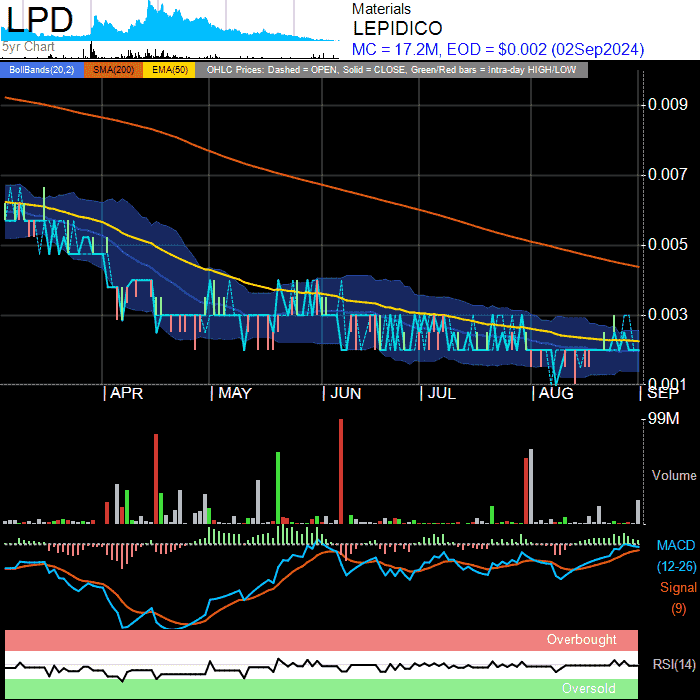 LPD
5yr Chart
Materials
LEPIDICO
MC = 17.2M, EOD = $0.002 (02Sep2024)
BollBands(20,2) SMA(200) EMA(50) OHLC Prices: Dashed = OPEN, Solid = CLOSE, Green/Red bars = Intra-day HIGH/LOW
0.009
0.007
0.005
0.003
0.001
APR MAY JUN JUL AUG SEP
99M
Volume
MACD
(12-26)
Signal
(9)
Overbought
RSI(14)
Oversold